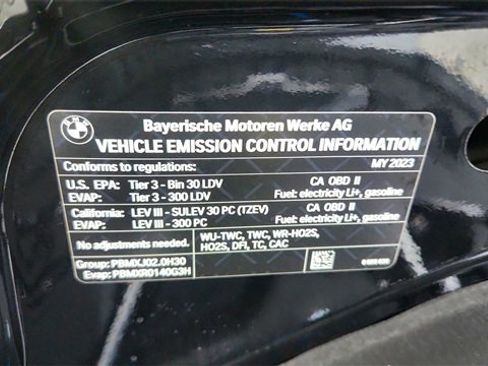 BMW
Bayerische Motoren Werke AG
VEHICLE EMISSION CONTROL INFORMATION
Conforms to regulations: MY 2023
U.S. EPA: Tier 3 - Bin 30 LDV CA OBD II
EVAP: Tier 3 - 300 LDV Fuel: electricity Li+, gasoline
California: LEV III - SULEV 30 PC (TZEV) CA OBD II
EVAP: LEV III - 300 PC Fuel: electricity Li+, gasoline
No adjustments needed. WU-TWC, TWC, WR-HO2S,
HO2S, DFI, TC, CAC
Group: PBMXJ02.0H30
Evap: PBMXR0140G3H